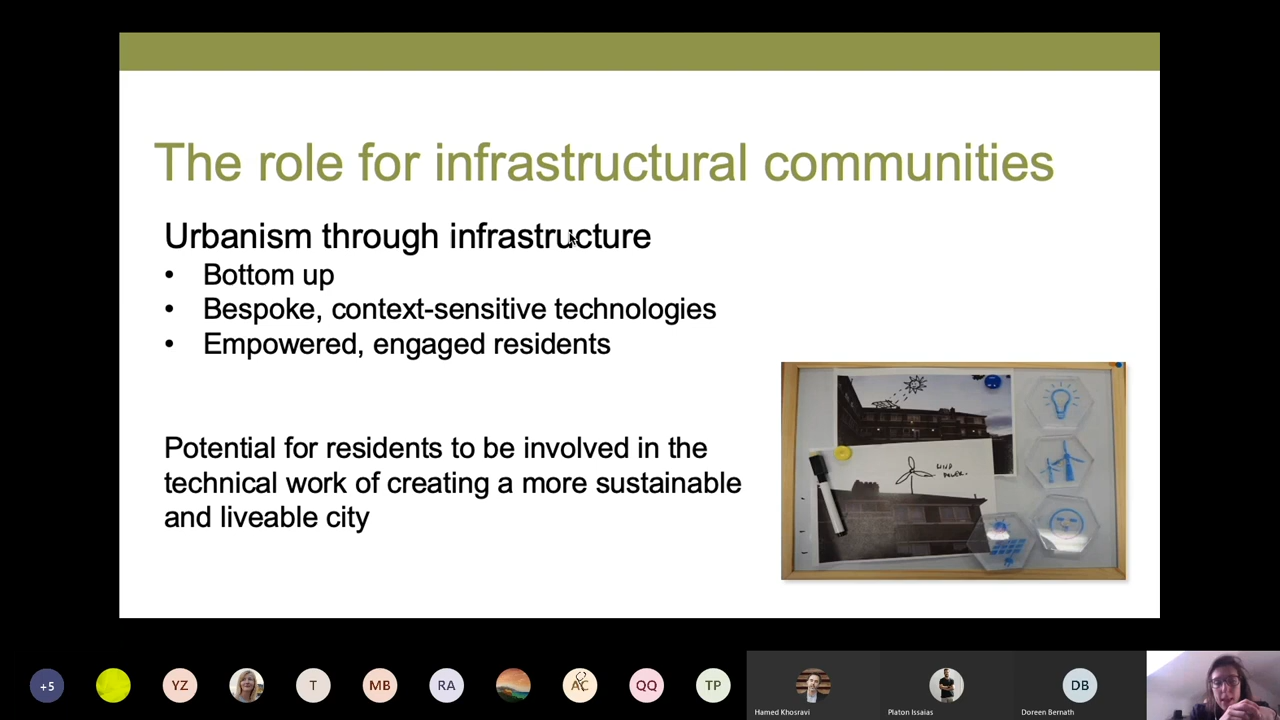 The role for infrastructural communities
Urbanism through infrastructure
• Bottom up
• Bespoke, context-sensitive technologies
• Empowered, engaged residents
Potential for residents to be involved in the
technical work of creating a more sustainable
and liveable city
WIND
POWER.
+5
YZ
T
MB
RA
AC
QQ
TP
Hamed Khosravi
Platon Issaias
DB
Doreen Bernath